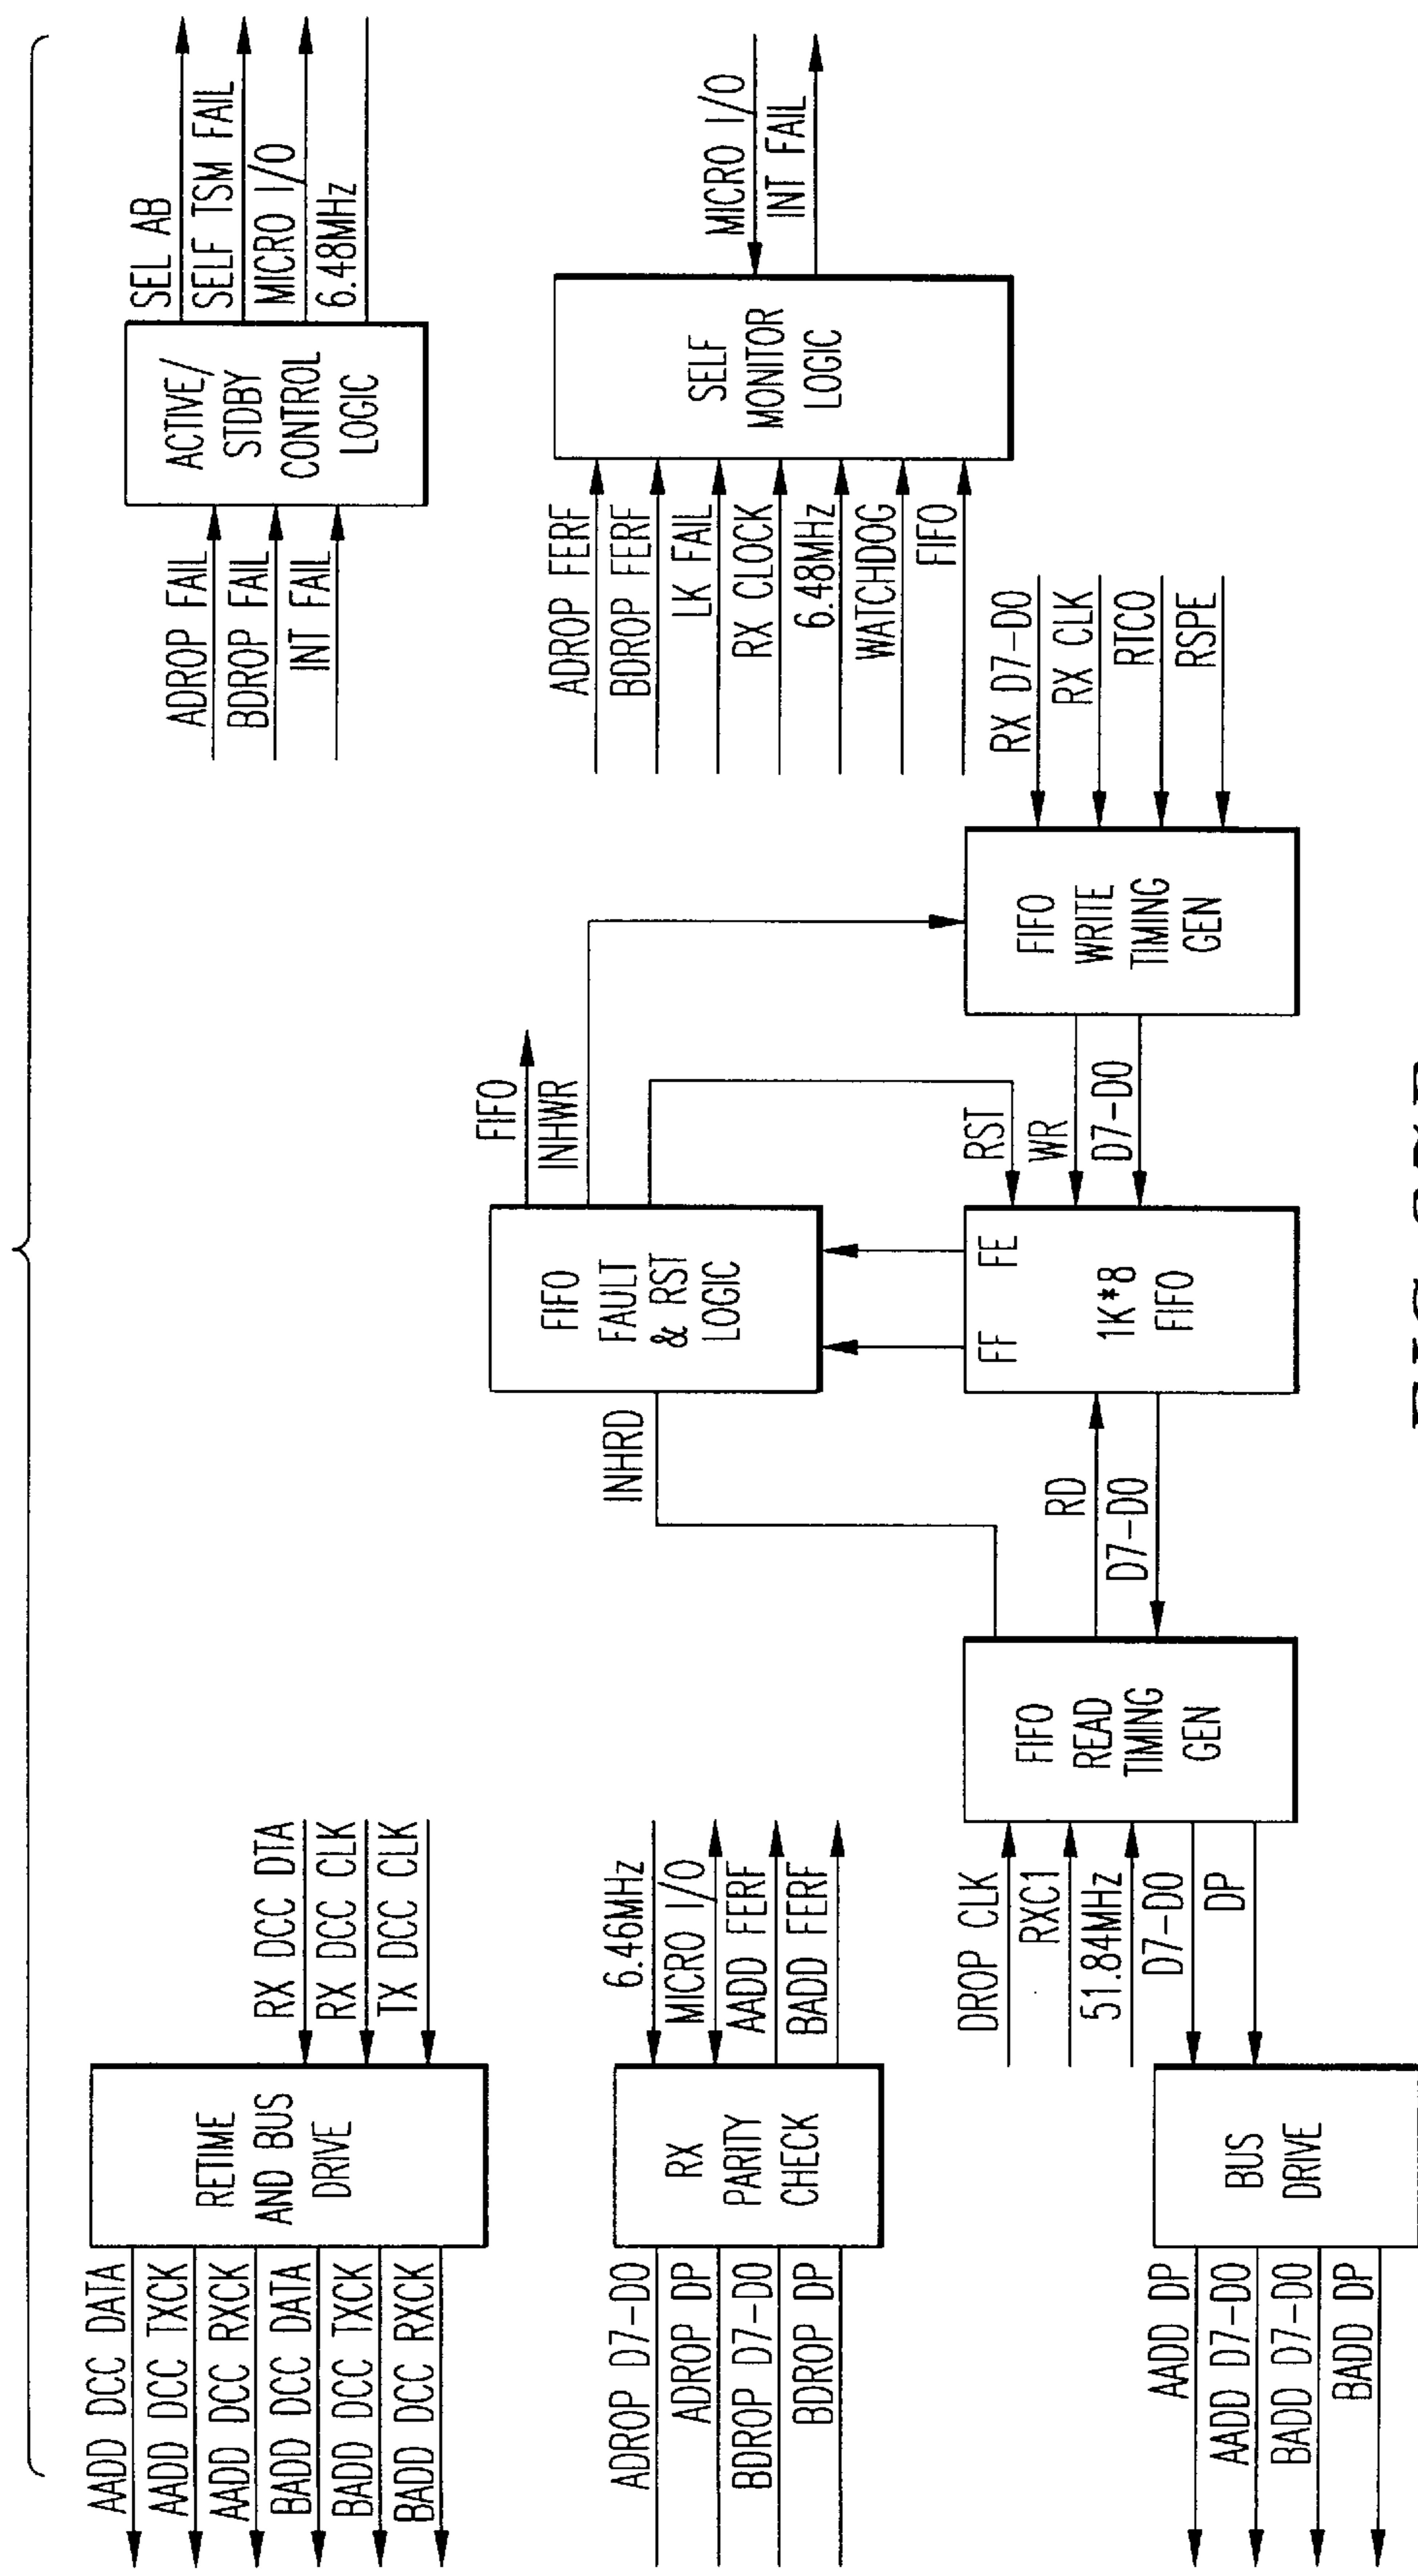 AADD DCC DATA
AADD DCC TXCK
AADD DCC RXCK
BADD DCC DATA
BADD DCC TXCK
BADD DCC RXCK
RETIME
AND BUS
DRIVE
RX DCC DTA
RX DCC CLK
TX DCC CLK
ADROP FAIL
BDROP FAIL
INT FAIL
ACTIVE/
STDBY
CONTROL
LOGIC
SEL AB
SELF TSM FAIL
MICRO I/O
6.48MHz
ADROP D7-D0
ADROP DP
BDROP D7-D0
BDROP DP
RX
PARITY
CHECK
6.46MHz
MICRO I/O
AADD FERF
BADD FERF
INHRD
FIFO
FAULT
& RST
LOGIC
FIFO
INHWR
ADROP FERF
BDROP FERF
LK FAIL
RX CLOCK
6.48MHz
WATCHDOG
FIFO
SELF
MONITOR
LOGIC
MICRO I/O
INT FAIL
DROP CLK
RXC1
51.84MHz
D7-D0
DP
FIFO
READ
TIMING
GEN
RD
D7-D0
FF
FE
1K*8
FIFO
RST
WR
D7-D0
FIFO
WRITE
TIMING
GEN
RX D7-D0
RX CLK
RTCO
RSPE
AADD DP
AADD D7-D0
BADD D7-D0
BADD DP
BUS
DRIVE